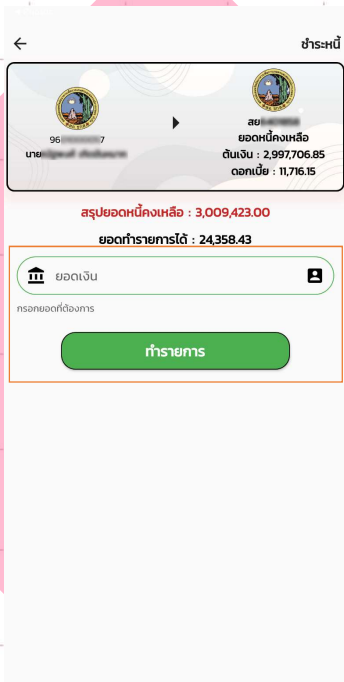 ชำระหนี้
96 7
นาย
สย
ยอดหนี้คงเหลือ
ต้นเงิน : 2,997,706.85
ดอกเบี้ย : 11,716.15
สรุปยอดหนี้คงเหลือ : 3,009,423.00
ยอดทำรายการได้ : 24,358.43
ยอดเงิน
กรอกยอดที่ต้องการ
ทำรายการ